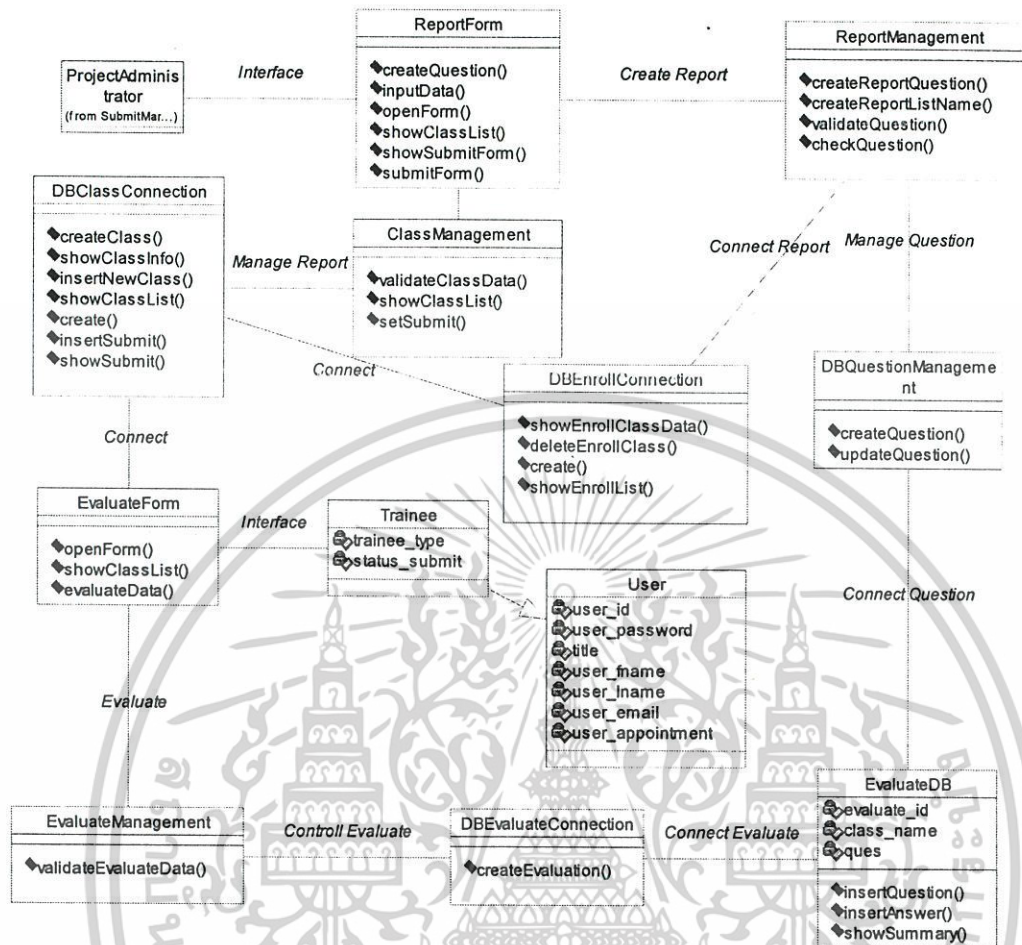 ReportForm
createQuestion()
inputData()
openForm()
showClassList()
showSubmitForm()
submitForm()
ReportManagement
createReportQuestion()
createReportListName()
validateQuestion()
checkQuestion()
ProjectAdminis
trator
(from SubmitMar...)
Interface
Create Report
DBClassConnection
createClass()
showClassInfo()
insertNewClass()
showClassList()
create()
insertSubmit()
showSubmit()
Manage Report
ClassManagement
validateClassData()
showClassList()
setSubmit()
Connect Report
Manage Question
Connect
DBEnrollConnection
showEnrollClassData()
deleteEnrollClass()
create()
showEnrollList()
DBQuestionManageme
nt
createQuestion()
updateQuestion()
Connect
EvaluateForm
openForm()
showClassList()
evaluateData()
Interface
Trainee
trainee_type
status_submit
User
user_id
user_password
title
user_fname
user_lname
user_email
user_appointment
Connect Question
Evaluate
EvaluateManagement
validateEvaluateData()
Controll Evaluate
DBEvaluateConnection
createEvaluation()
Connect Evaluate
EvaluateDB
evaluate_id
class_name
ques
insertQuestion()
insertAnswer()
showSummary()